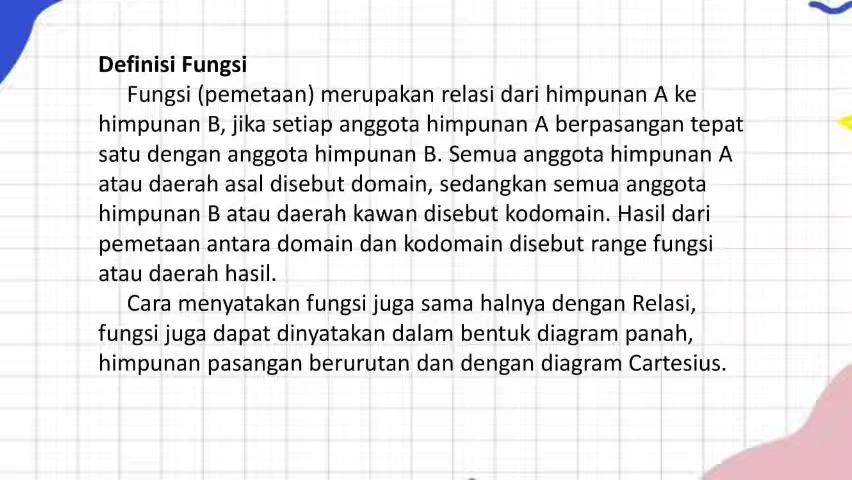 Definisi Fungsi
Fungsi (pemetaan) merupakan relasi dari himpunan A ke
himpunan B, jika setiap anggota himpunan A berpasangan tepat
satu dengan anggota himpunan B. Semua anggota himpunan A
atau daerah asal disebut domain, sedangkan semua anggota
himpunan B atau daerah kawan disebut kodomain. Hasil dari
pemetaan antara domain dan kodomain disebut range fungsi
atau daerah hasil.
Cara menyatakan fungsi juga sama halnya dengan Relasi,
fungsi juga dapat dinyatakan dalam bentuk diagram panah,
himpunan pasangan berurutan dan dengan diagram Cartesius.